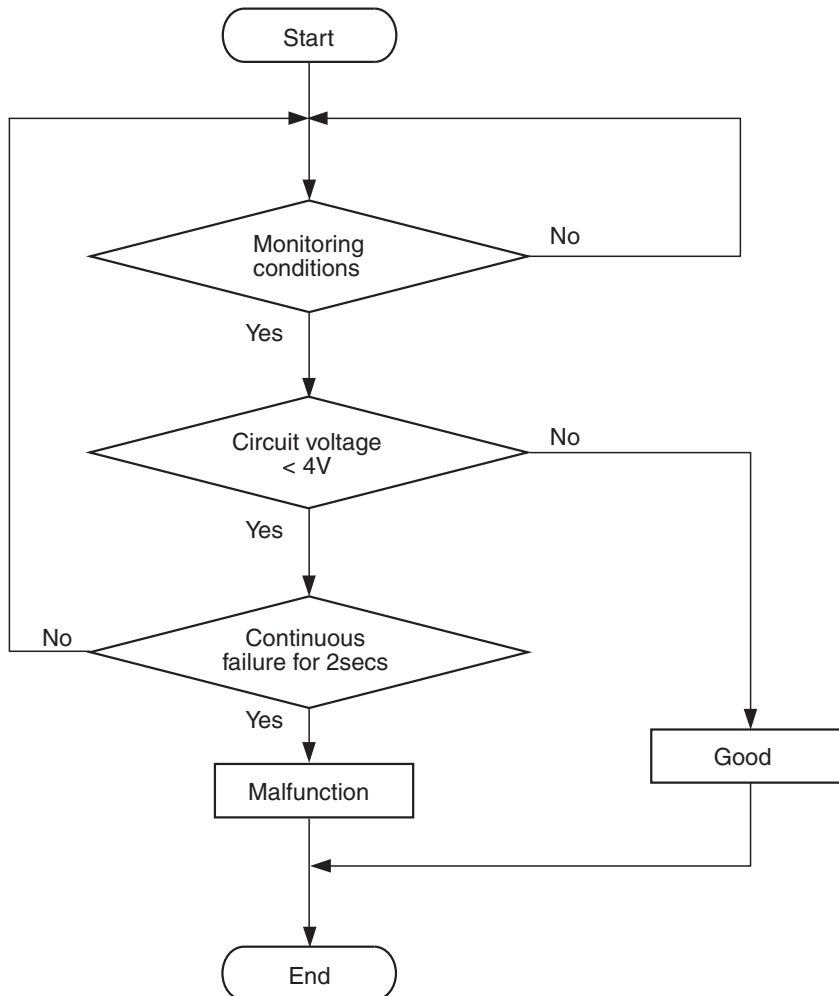 Start
Monitoring
conditions
No
Yes
Circuit voltage
< 4V
No
Yes
Continuous
failure for 2secs
No
Yes
Malfunction
Good
End